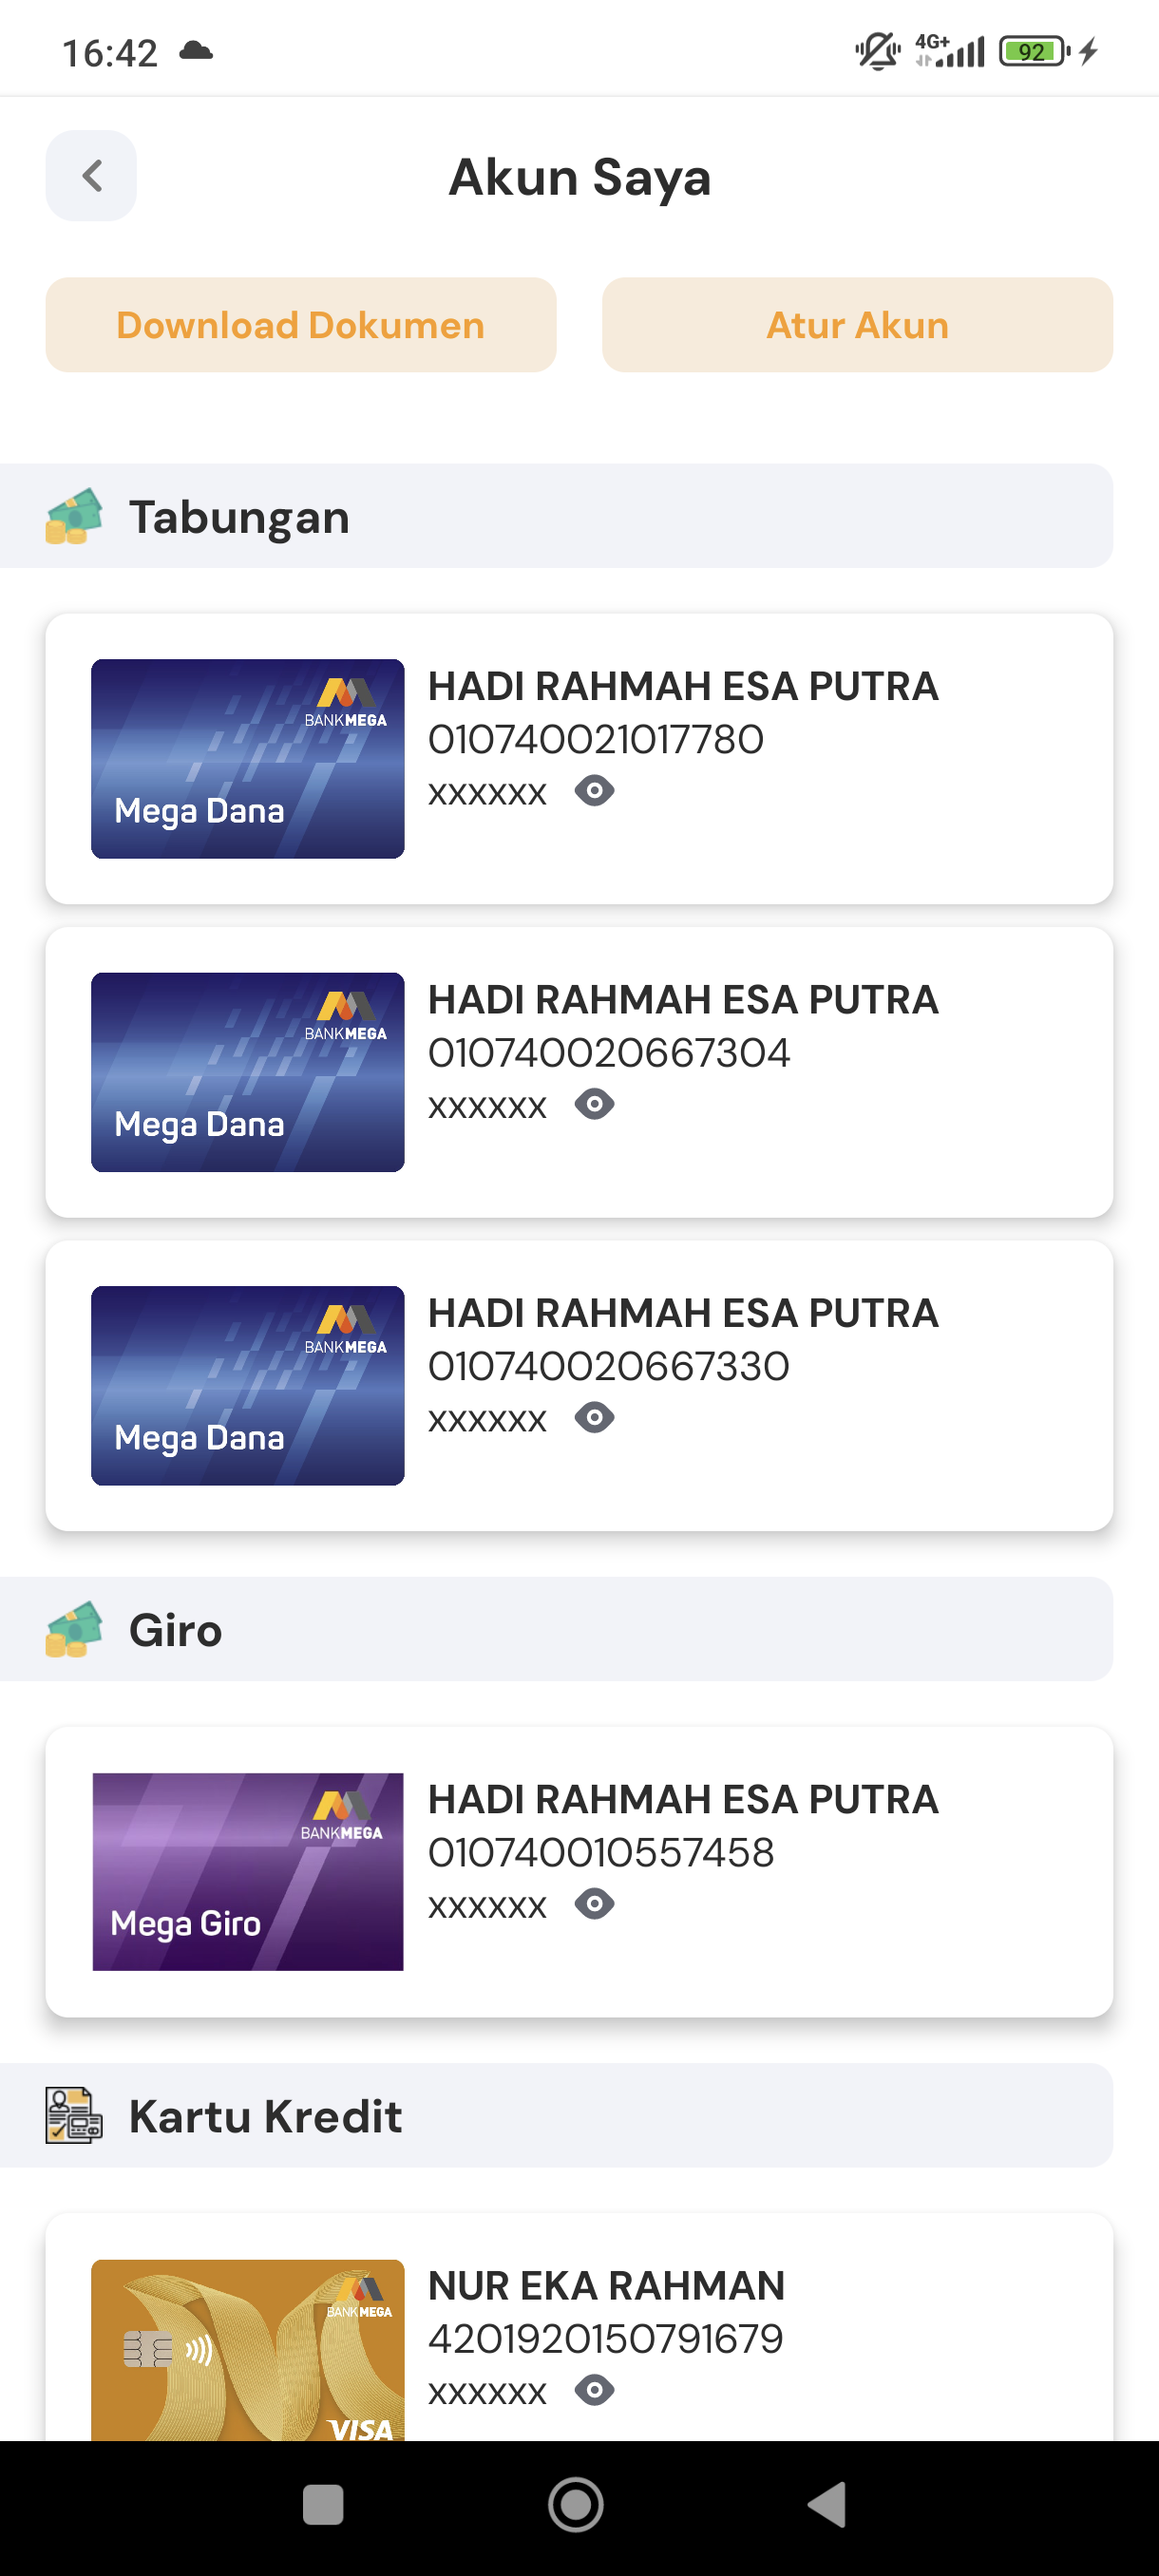 16:42
4G+
92
Akun Saya
Download Dokumen
Atur Akun
Tabungan
BANKMEGA
Mega Dana
HADI RAHMAH ESA PUTRA
010740021017780
xxxxxx
BANKMEGA
Mega Dana
HADI RAHMAH ESA PUTRA
010740020667304
xxxxxx
BANKMEGA
Mega Dana
HADI RAHMAH ESA PUTRA
010740020667330
xxxxxx
Giro
BANKMEGA
Mega Giro
HADI RAHMAH ESA PUTRA
010740010557458
xxxxxx
Kartu Kredit
BANKMEGA
VISA
NUR EKA RAHMAN
4201920150791679
xxxxxx